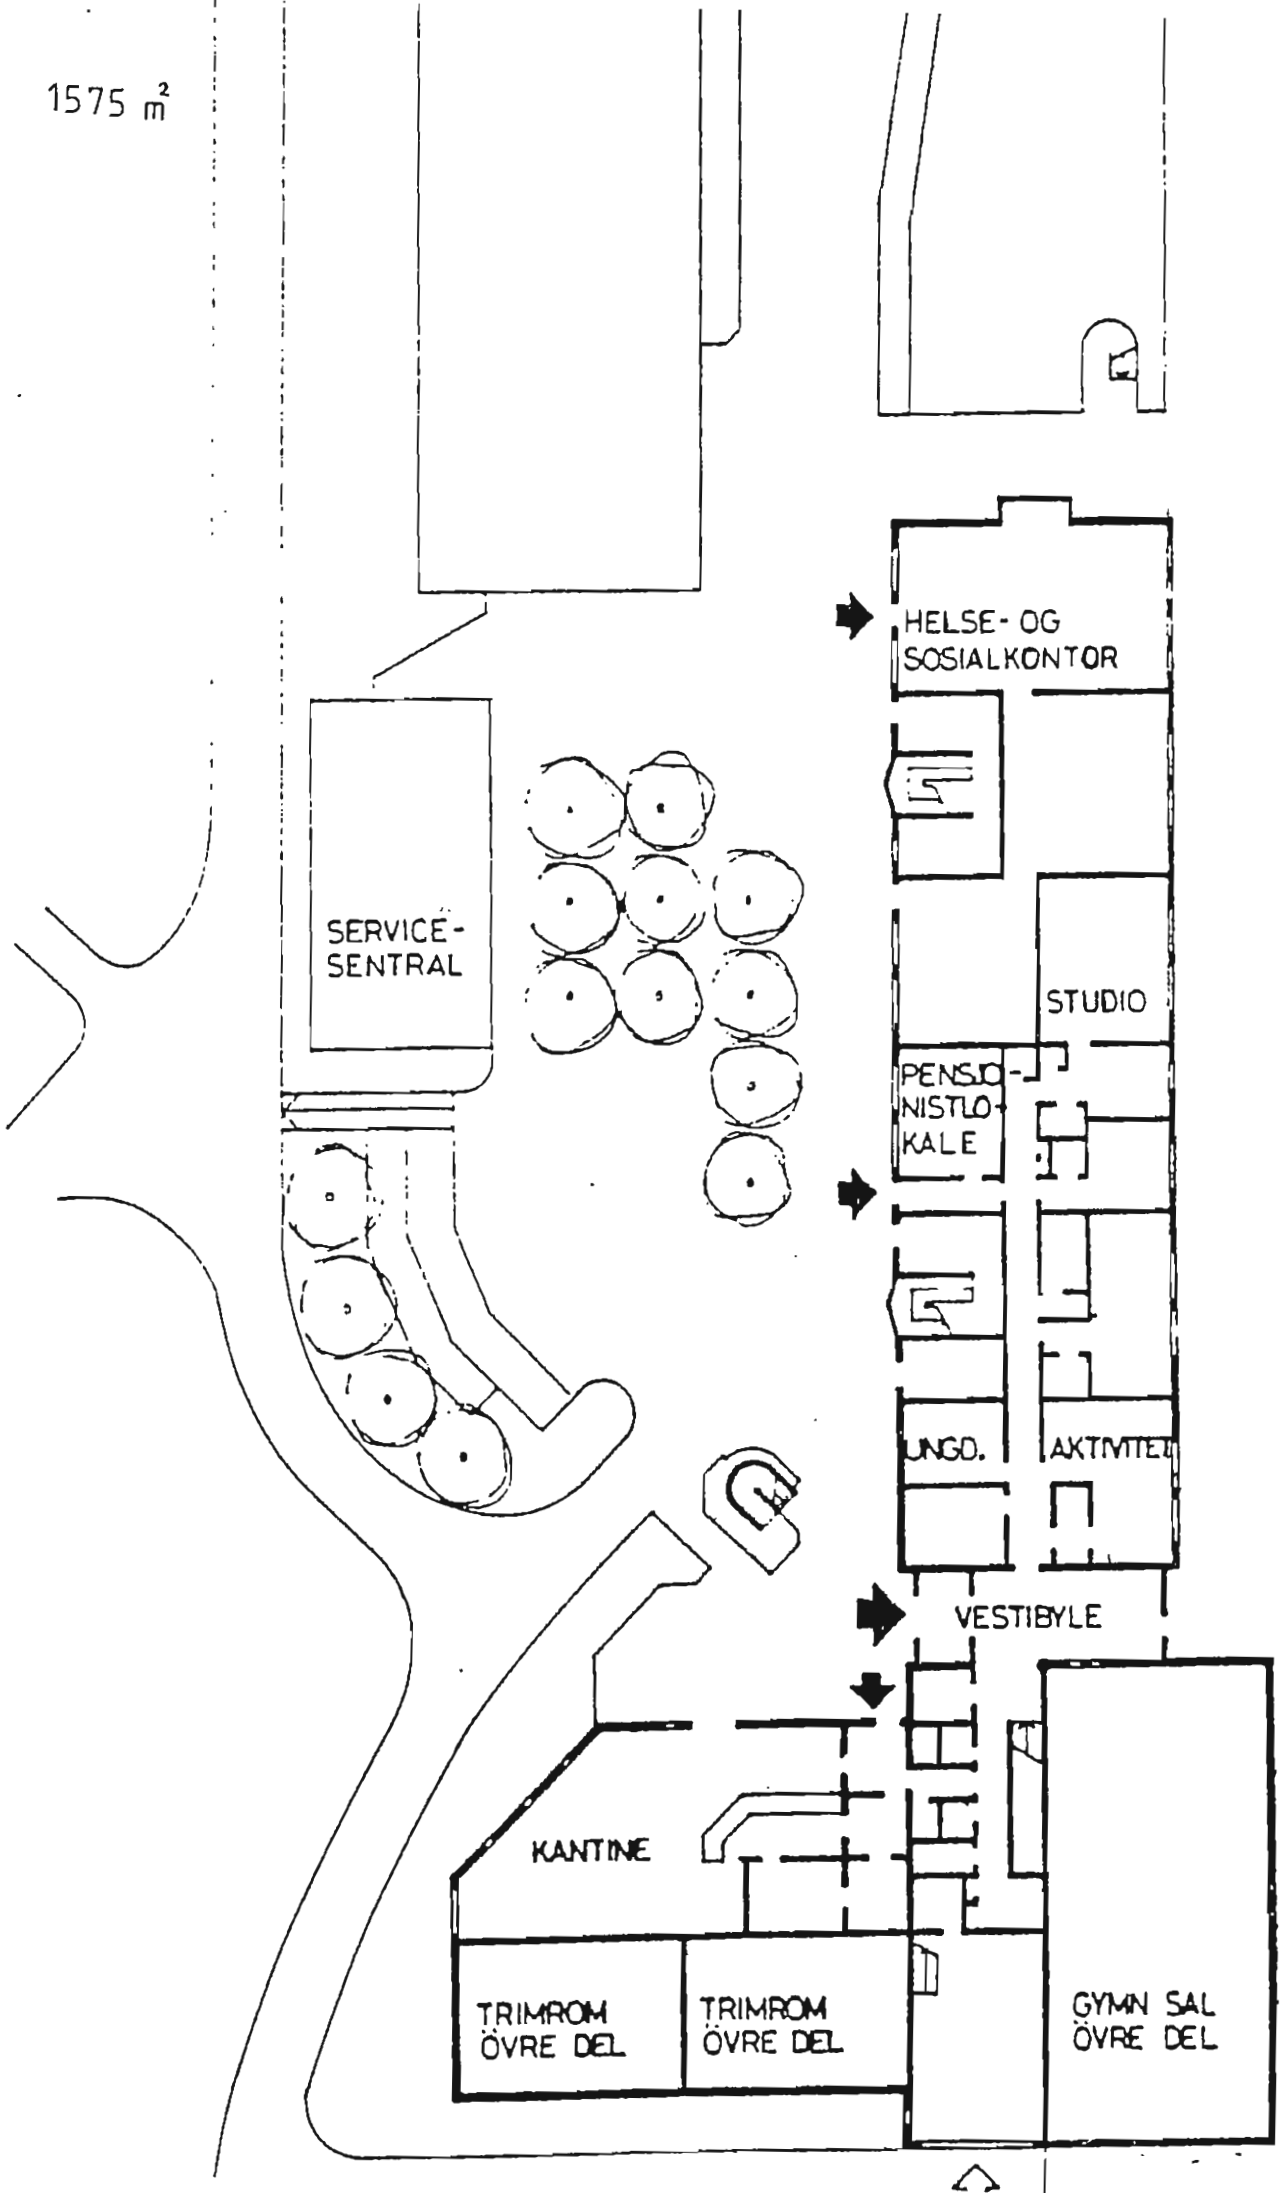 1575 m²
HELSE- OG
SOSIALKONTOR
SERVICE-
SENTRAL
STUDIO
PENSJO-
NISTLO-
KALE
UNGD.
AKTIVITET
VESTIBYLE
KANTINE
TRIMROM
ÖVRE DEL
TRIMROM
ÖVRE DEL
GYMN SAL
ÖVRE DEL